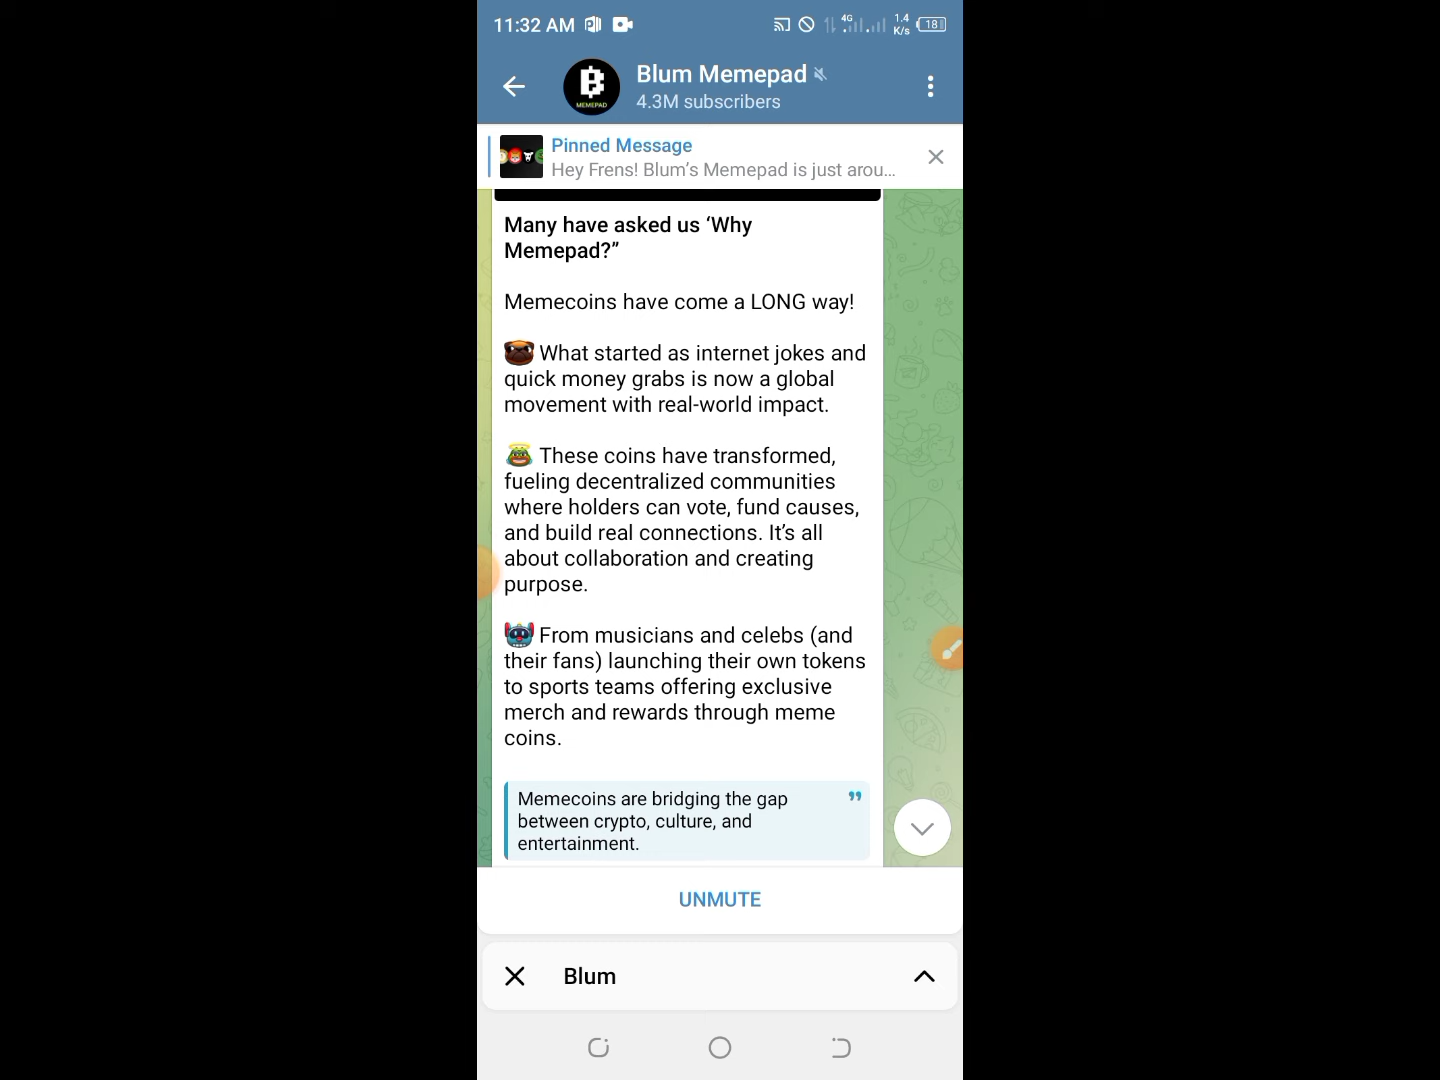 11:32 AM
4G
1.4
K/s
18
Blum Memepad
4.3M subscribers
MEMEPAD
Pinned Message
Hey Frens! Blum’s Memepad is just arou...
Many have asked us ‘Why
Memepad?”
Memecoins have come a LONG way!
What started as internet jokes and
quick money grabs is now a global
movement with real-world impact.
These coins have transformed,
fueling decentralized communities
where holders can vote, fund causes,
and build real connections. It’s all
about collaboration and creating
purpose.
From musicians and celebs (and
their fans) launching their own tokens
to sports teams offering exclusive
merch and rewards through meme
coins.
Memecoins are bridging the gap
between crypto, culture, and
entertainment.
UNMUTE
Blum